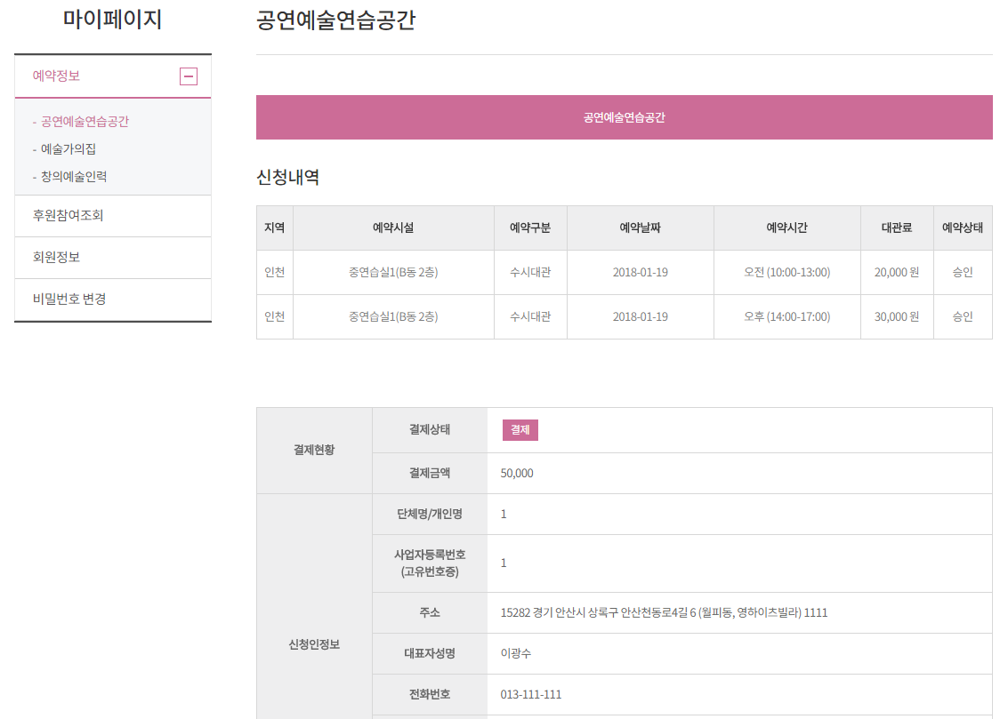 마이페이지
예약정보
- 공연예술연습공간
- 예술가의집
- 창의예술인력
후원참여조회
회원정보
비밀번호 변경
공연예술연습공간
공연예술연습공간
신청내역
지역 예약시설 예약구분 예약날짜 예약시간 대관료 예약상태
인천 중연습실1(B동 2층) 수시대관 2018-01-19 오전 (10:00-13:00) 20,000 원 승인
인천 중연습실1(B동 2층) 수시대관 2018-01-19 오후 (14:00-17:00) 30,000 원 승인
결제현황
결제상태 결제
결제금액 50,000
신청인정보
단체명/개인명 1
사업자등록번호
(고유번호증) 1
주소 15282 경기 안산시 상록구 안산천동로4길 6 (월피동, 영하이츠빌라) 1111
대표자성명 이광수
전화번호 013-111-111